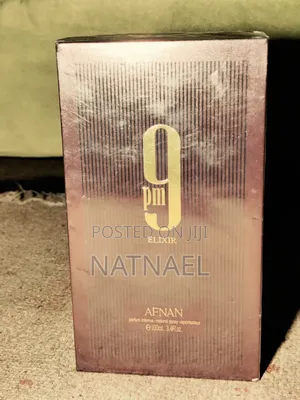 9
pm
POSTED ON JIJI
ELIXIR
NATNAEL
AFNAN
parfum intense - natural spray vaporisateur
℮100ml. 3.4Fl.oz